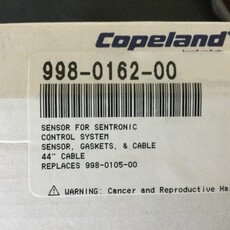 Copeland
998-0162-00
SENSOR FOR SENTRONIC
CONTROL SYSTEM
SENSOR, GASKETS, & CABLE
44" CABLE
REPLACES 998-0105-00
⚠ WARNING: Cancer and Reproductive Ha